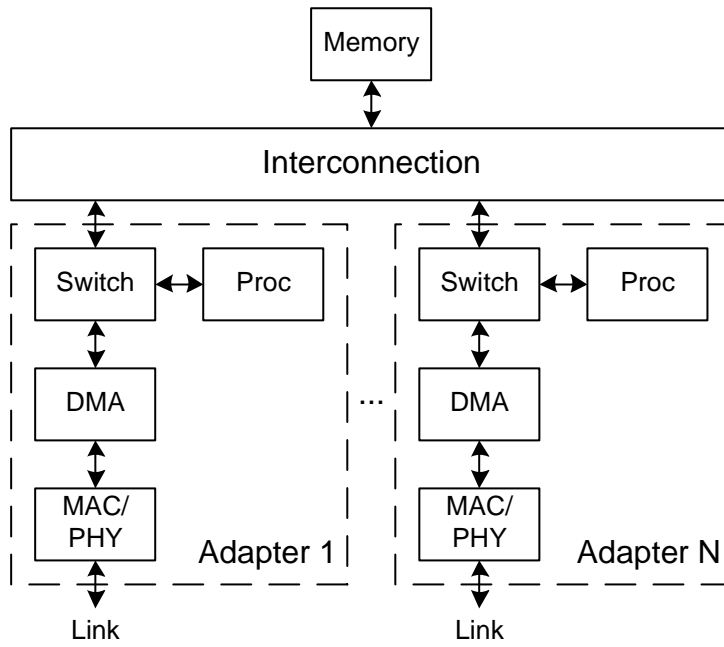 Memory
Interconnection
Switch
Proc
Switch
Proc
DMA
...
DMA
MAC/
PHY
Adapter 1
MAC/
PHY
Adapter N
Link
Link